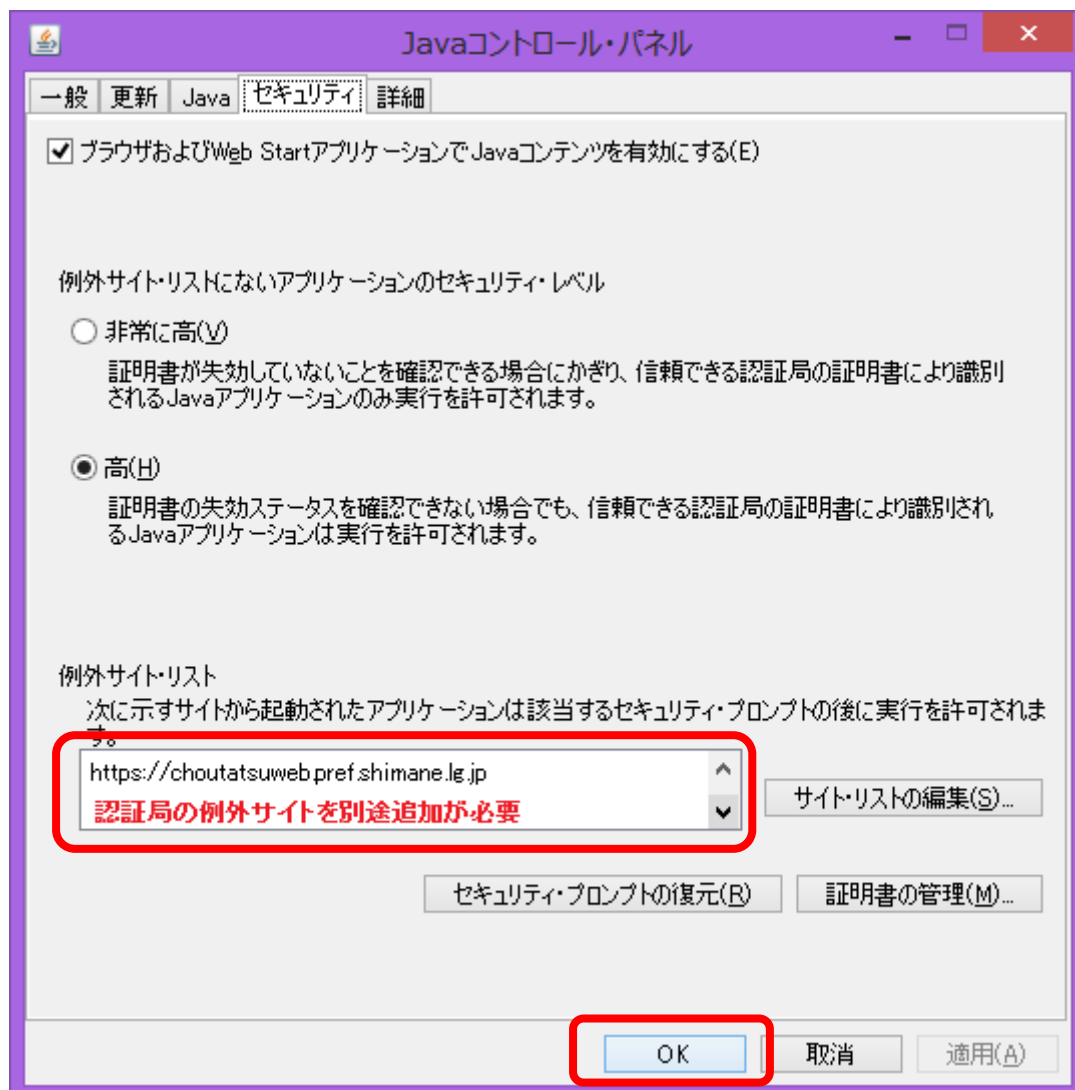 Javaコントロール・パネル
一般 更新 Java セキュリティ 詳細
ブラウザおよびWeb StartアプリケーションでJavaコンテンツを有効にする(E)
例外サイト・リストにないアプリケーションのセキュリティ・レベル
非常に高(V)
証明書が失効していないことを確認できる場合にかぎり、信頼できる認証局の証明書により識別
されるJavaアプリケーションのみ実行を許可されます。
高(H)
証明書の失効ステータスを確認できない場合でも、信頼できる認証局の証明書により識別され
るJavaアプリケーションは実行を許可されます。
例外サイト・リスト
次に示すサイトから起動されたアプリケーションは該当するセキュリティ・プロンプトの後に実行を許可されま
す。
https://choutatsuweb.pref.shimane.lg.jp
認証局の例外サイトを別途追加が必要
サイト・リストの編集(S)...
セキュリティ・プロンプトの復元(R) 証明書の管理(M)...
OK 取消 適用(A)